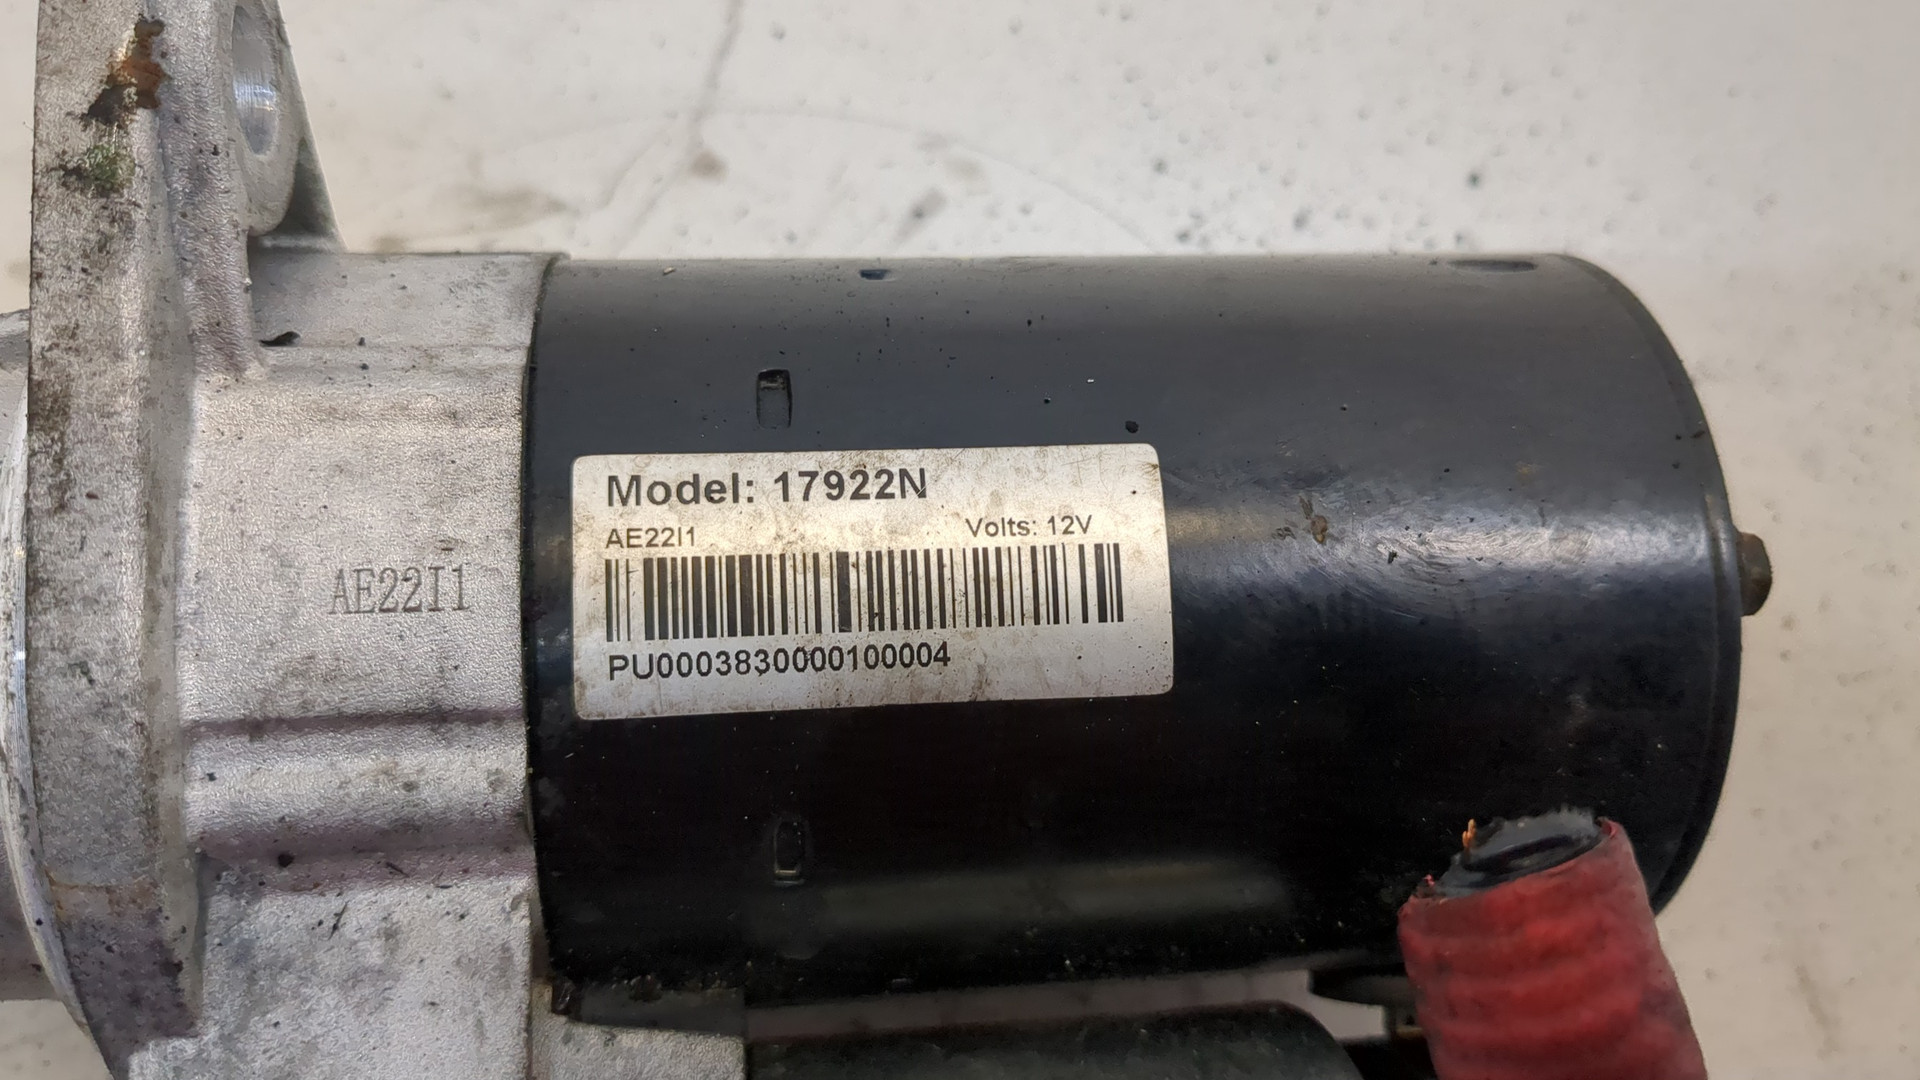 Model: 17922N
AE22I1 Volts: 12V
PU0003830000100004
AE22I1